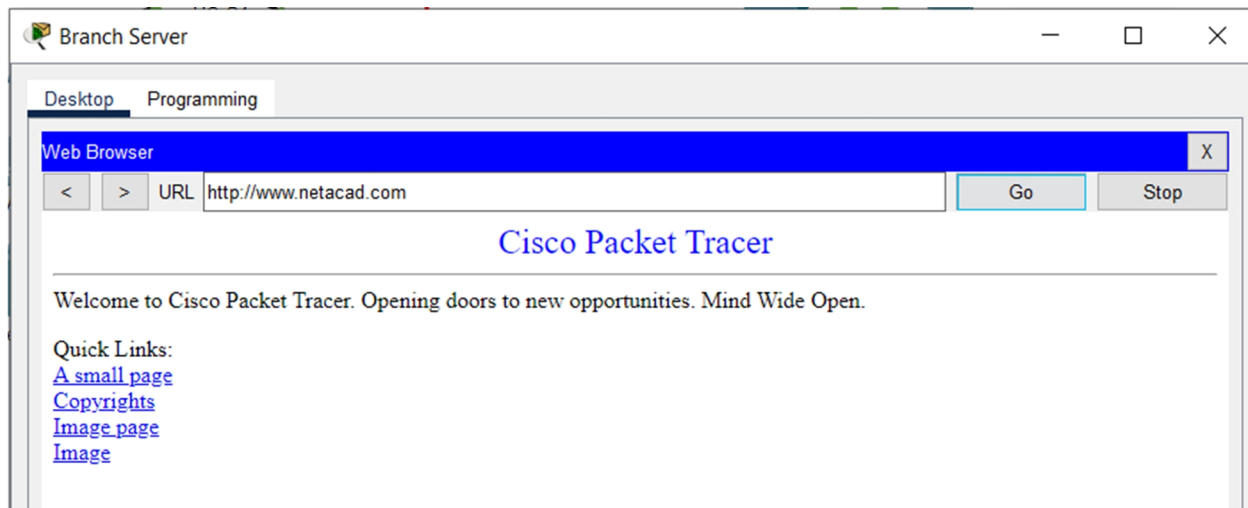 Branch Server
Desktop Programming
Web Browser X
< > URL http://www.netacad.com Go Stop
Cisco Packet Tracer
Welcome to Cisco Packet Tracer. Opening doors to new opportunities. Mind Wide Open.
Quick Links:
A small page
Copyrights
Image page
Image